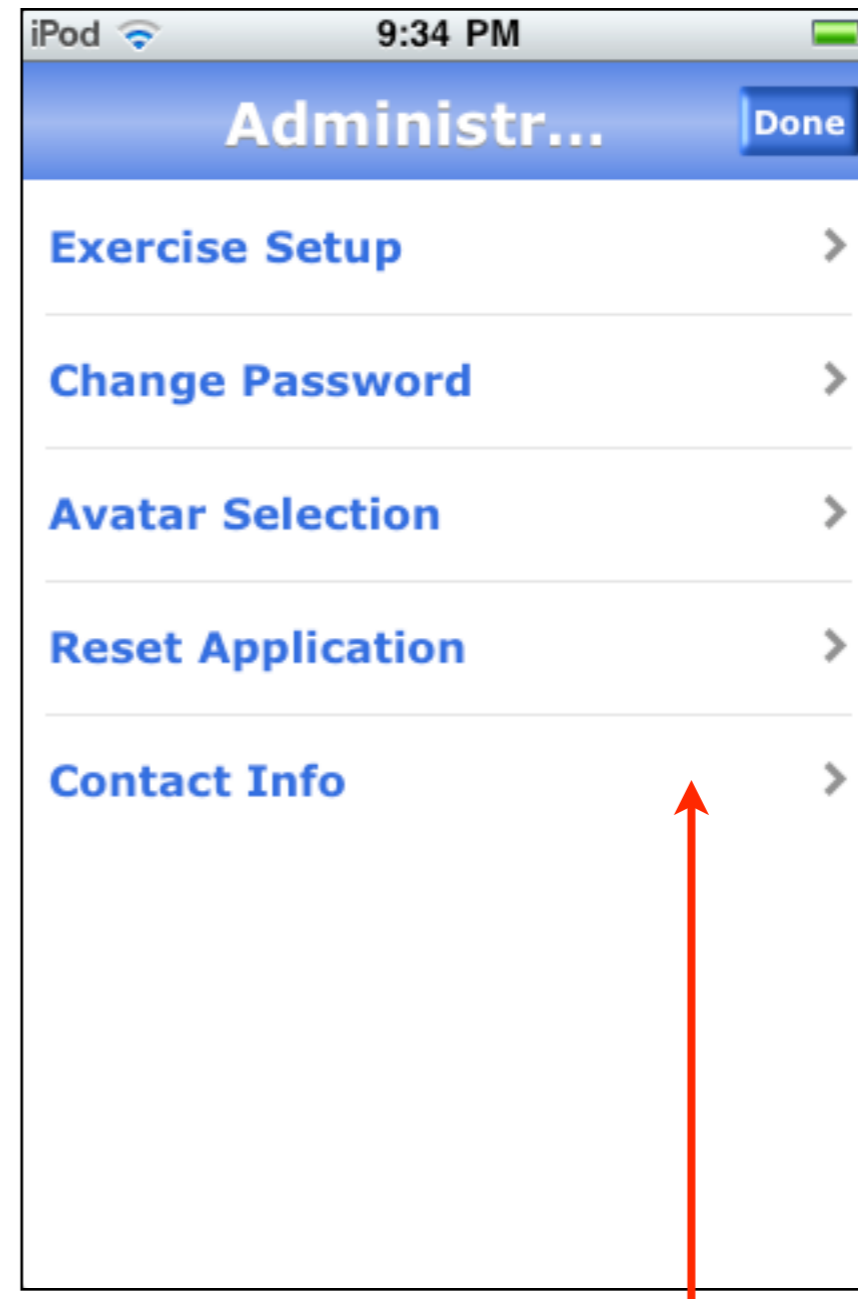 iPod 9:34 PM
Administr... Done
Exercise Setup
Change Password
Avatar Selection
Reset Application
Contact Info